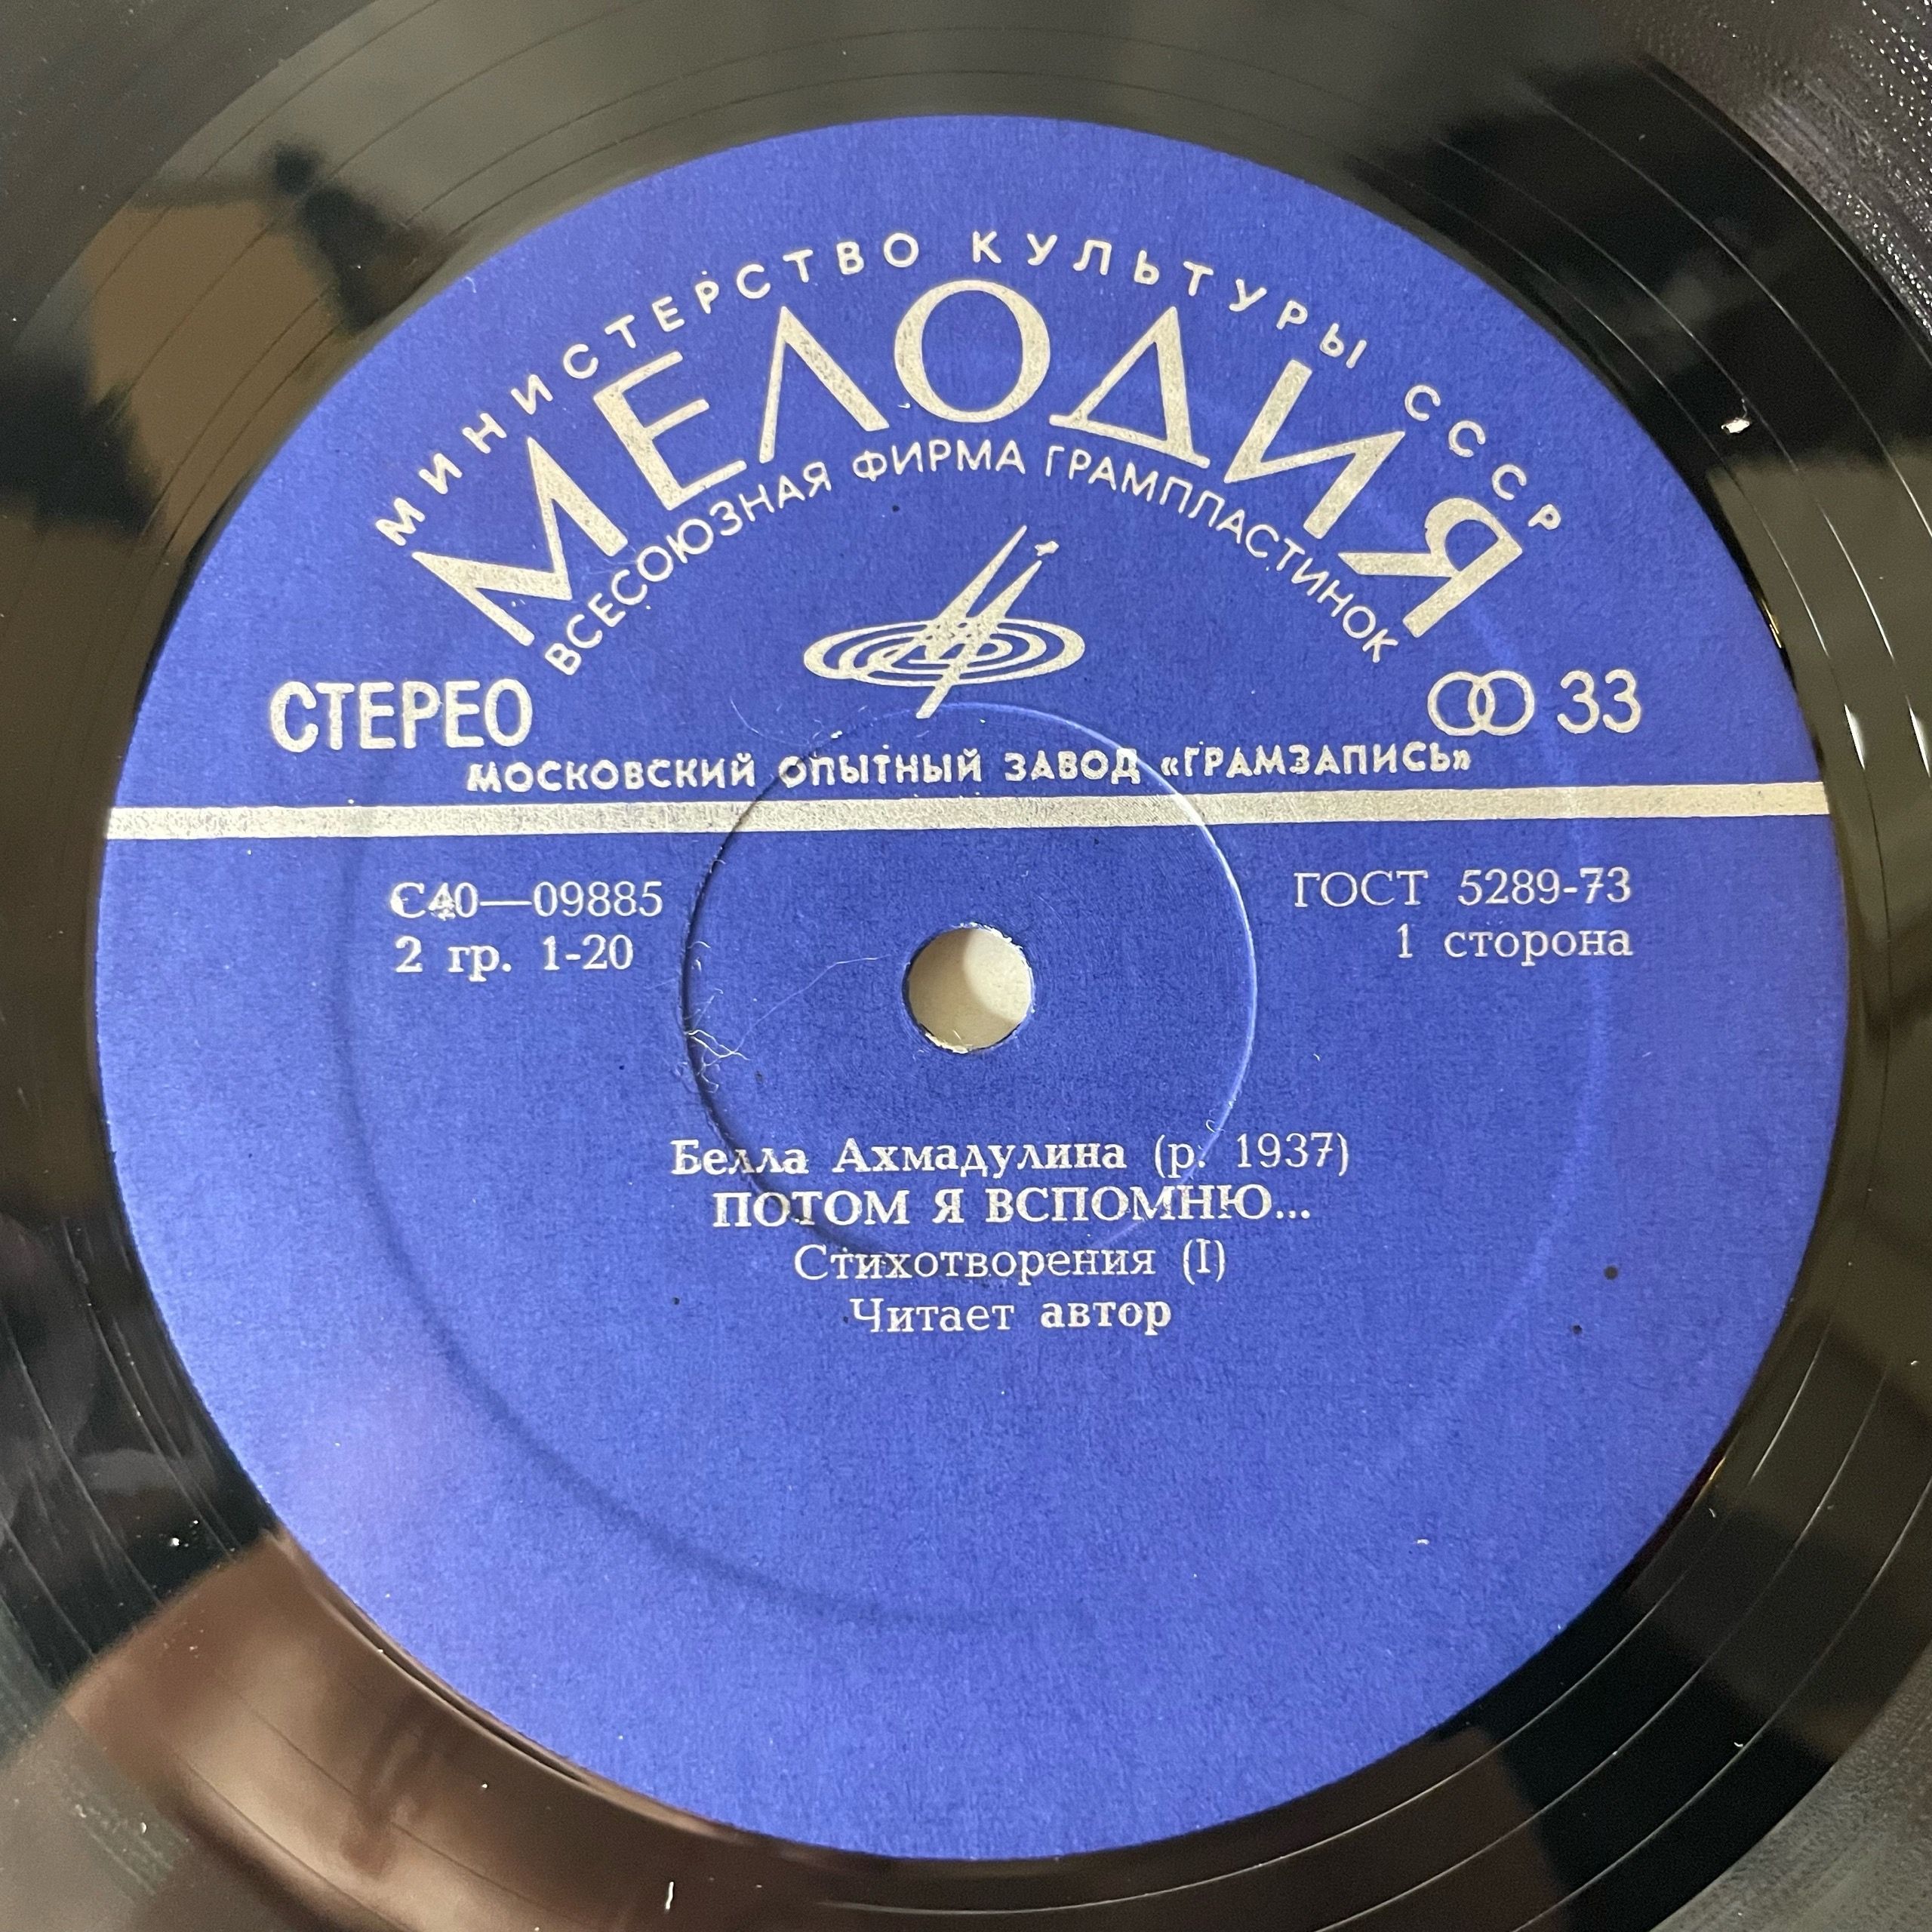 МИНИСТЕРСТВО КУЛЬТУРЫ СССР
МЕЛОДИЯ
ВСЕСОЮЗНАЯ ФИРМА ГРАМПЛАСТИНОК
СТЕРЕО
33
МОСКОВСКИЙ ОПЫТНЫЙ ЗАВОД «ГРАМЗАПИСЬ»
С40—09885
ГОСТ 5289-73
2 гр. 1-20
1 сторона
Белла Ахмадулина (р. 1937)
ПОТОМ Я ВСПОМНЮ...
Стихотворения (I)
Читает автор